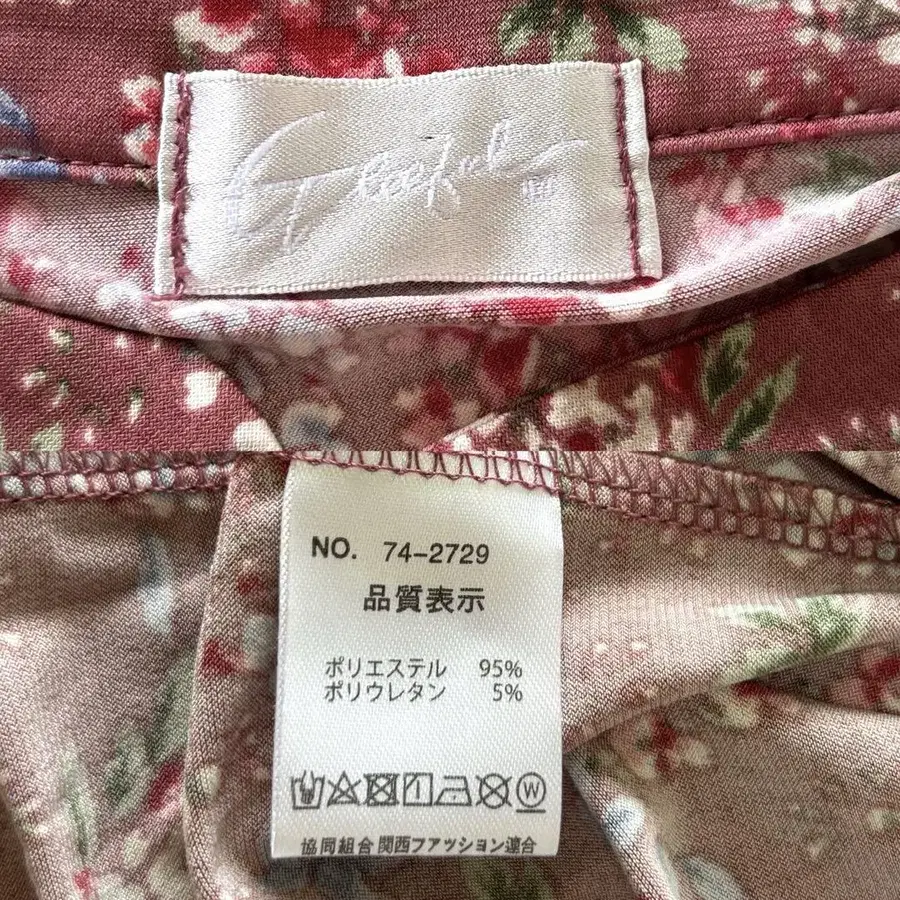 Gleeful
NO. 74-2729
品質表示
ポリエステル 95%
ポリウレタン 5%
W
協同組合 関西ファッション連合